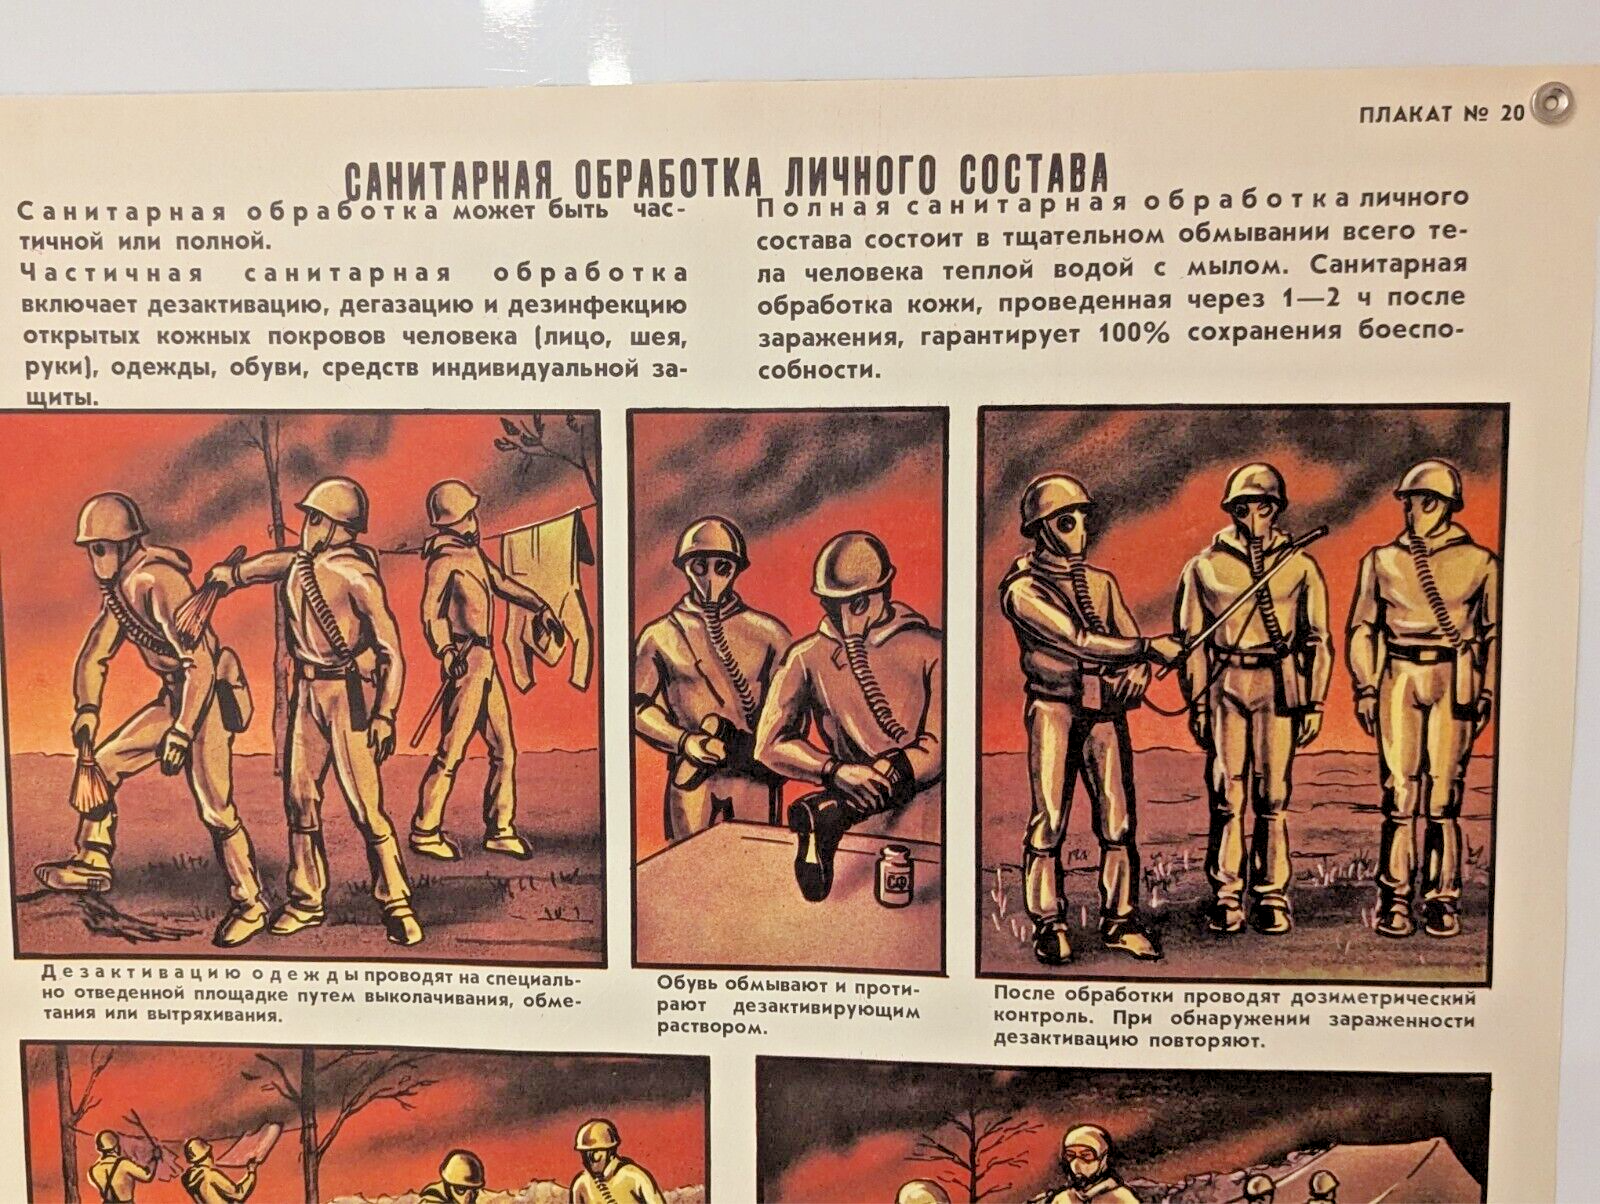 ПЛАКАТ № 20
САНИТАРНАЯ ОБРАБОТКА ЛИЧНОГО СОСТАВА
Санитарная обработка может быть час-
тичной или полной.
Частичная санитарная обработка
включает дезактивацию, дегазацию и дезинфекцию
открытых кожных покровов человека (лицо, шея,
руки), одежды, обуви, средств индивидуальной за-
щиты.
Полная санитарная обработка личного
состава состоит в тщательном обмывании всего те-
ла человека теплой водой с мылом. Санитарная
обработка кожи, проведенная через 1—2 ч после
заражения, гарантирует 100% сохранения боеспо-
собности.
СФ
Дезактивацию одежды проводят на специаль-
но отведенной площадке путем выколачивания, обме-
тания или вытряхивания.
Обувь обмывают и проти-
рают дезактивирующим
раствором.
После обработки проводят дозиметрический
контроль. При обнаружении зараженности
дезактивацию повторяют.